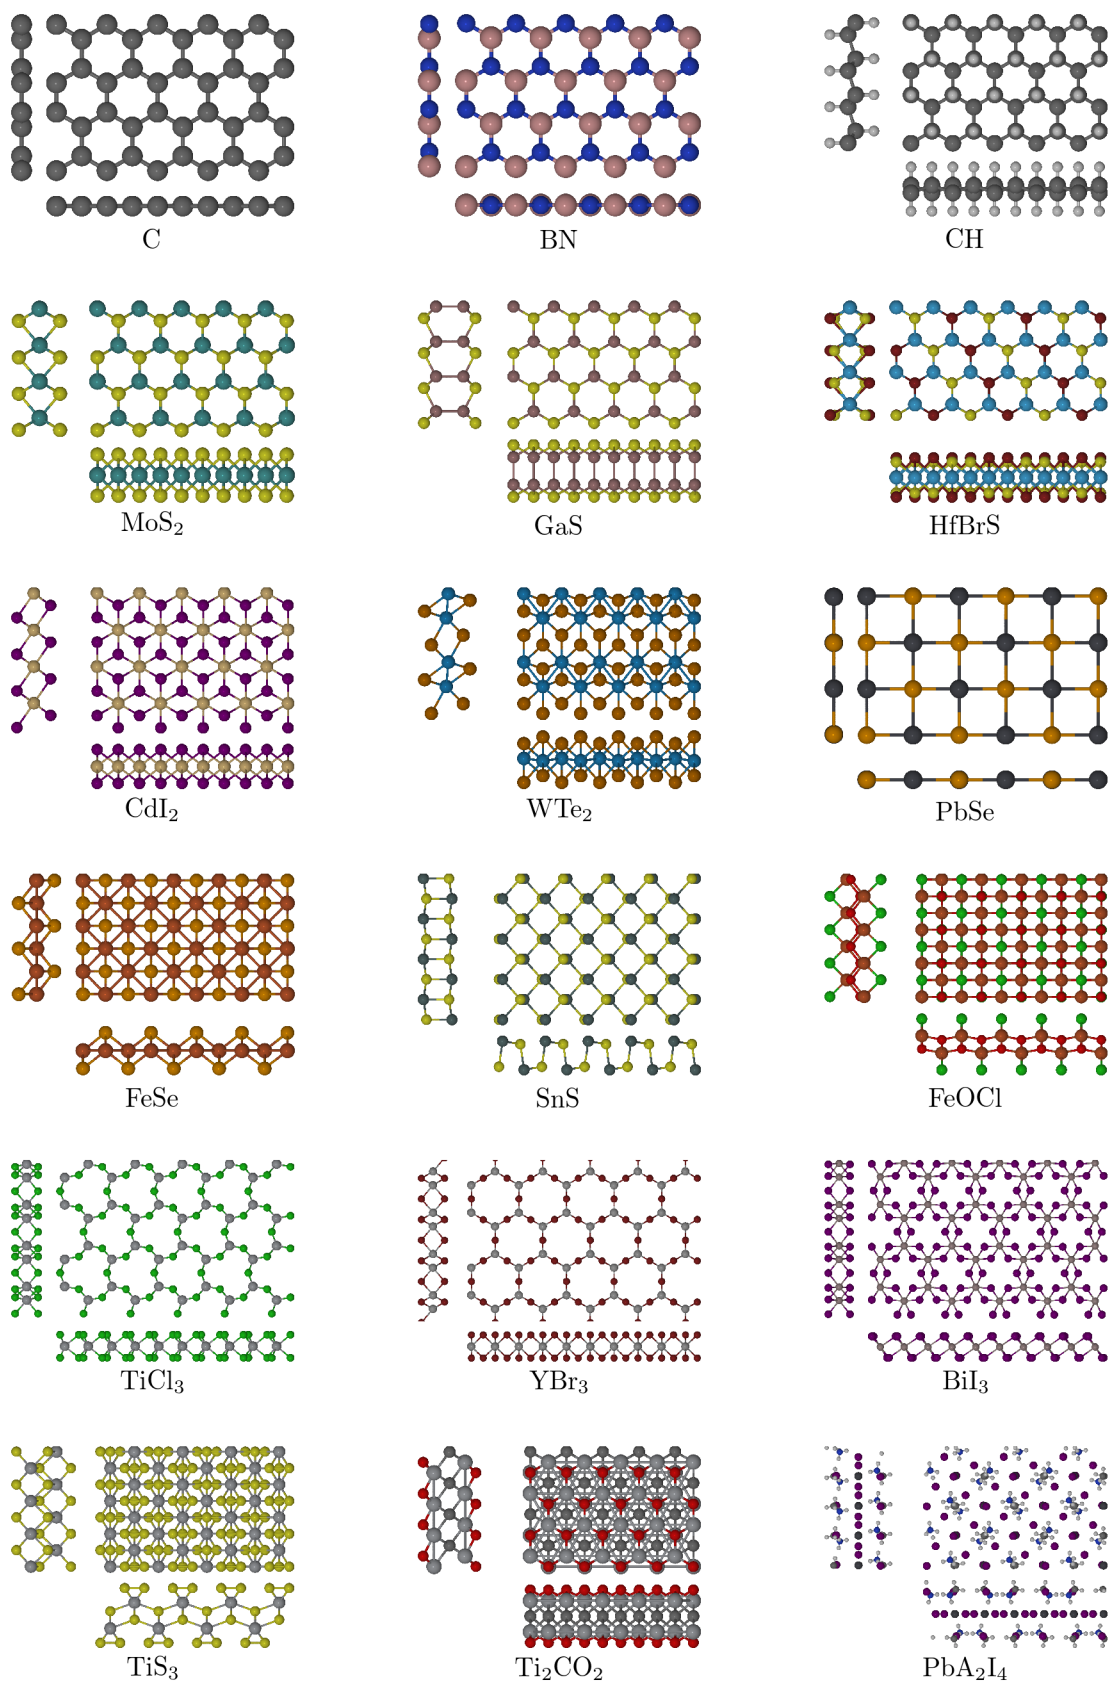 C BN CH
MoS₂ GaS HfBrS
CdI₂ WTe₂ PbSe
FeSe SnS FeOCl
TiCl₃ YBr₃ BiI₃
TiS₃ Ti₂CO₂ PbA₂I₄